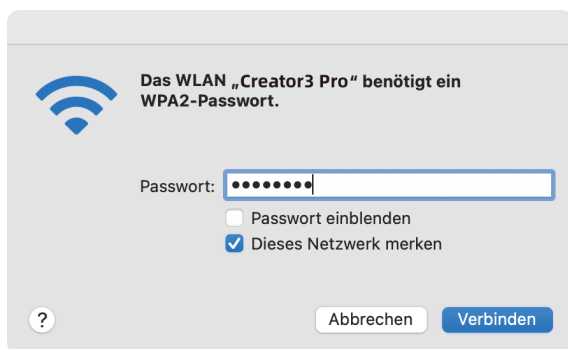 Das WLAN „Creator3 Pro“ benötigt ein
WPA2-Passwort.
Passwort: ••••••••
Passwort einblenden
Dieses Netzwerk merken
? Abbrechen Verbinden